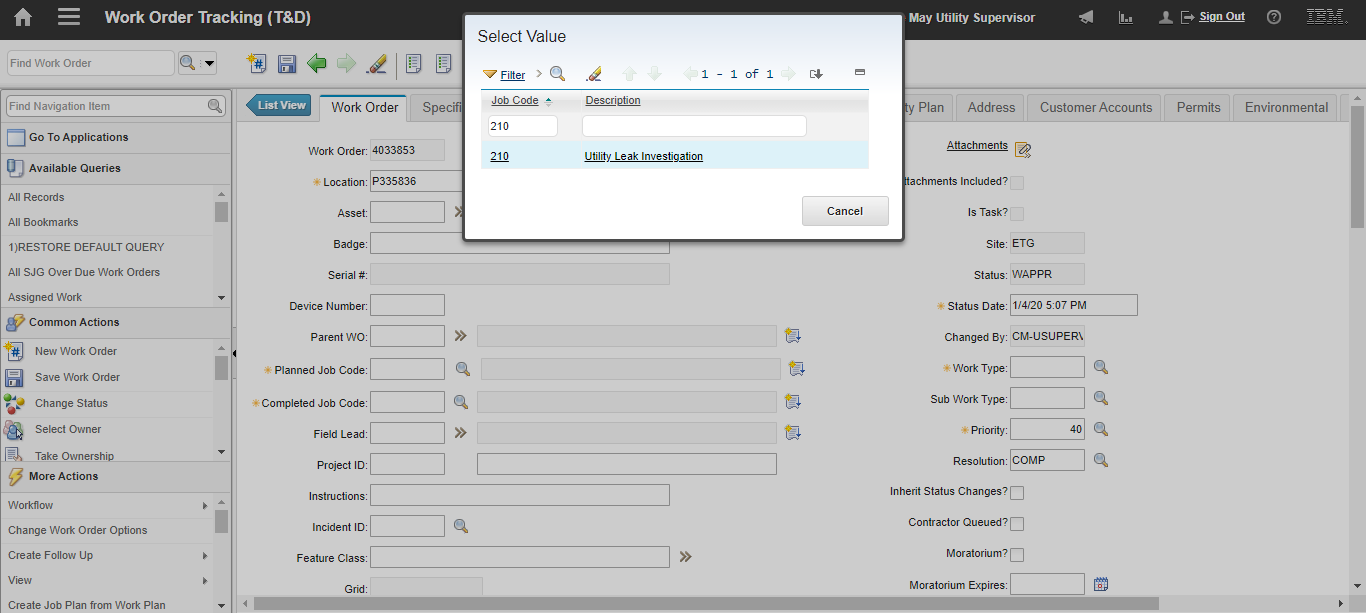 Work Order Tracking (T&D)
May Utility Supervisor
Sign Out
IBM.
Find Work Order
Find Navigation Item
Go To Applications
Available Queries
All Records
All Bookmarks
1)RESTORE DEFAULT QUERY
All SJG Over Due Work Orders
Assigned Work
Common Actions
New Work Order
Save Work Order
Change Status
Select Owner
Take Ownership
More Actions
Workflow
Change Work Order Options
Create Follow Up
View
Create Job Plan from Work Plan
Select Value
Filter
1 - 1 of 1
Job Code Description
210
210 Utility Leak Investigation
Cancel
List View Work Order Specifi ty Plan Address Customer Accounts Permits Environmental
Work Order: 4033853
Location: P335836
Asset:
Badge:
Serial #:
Device Number:
Parent WO:
Planned Job Code:
Completed Job Code:
Field Lead:
Project ID:
Instructions:
Incident ID:
Feature Class:
Grid:
Attachments
ttachments Included?
Is Task?
Site: ETG
Status: WAPPR
Status Date: 1/4/20 5:07 PM
Changed By: CM-USUPERV
Work Type:
Sub Work Type:
Priority: 40
Resolution: COMP
Inherit Status Changes?
Contractor Queued?
Moratorium?
Moratorium Expires: